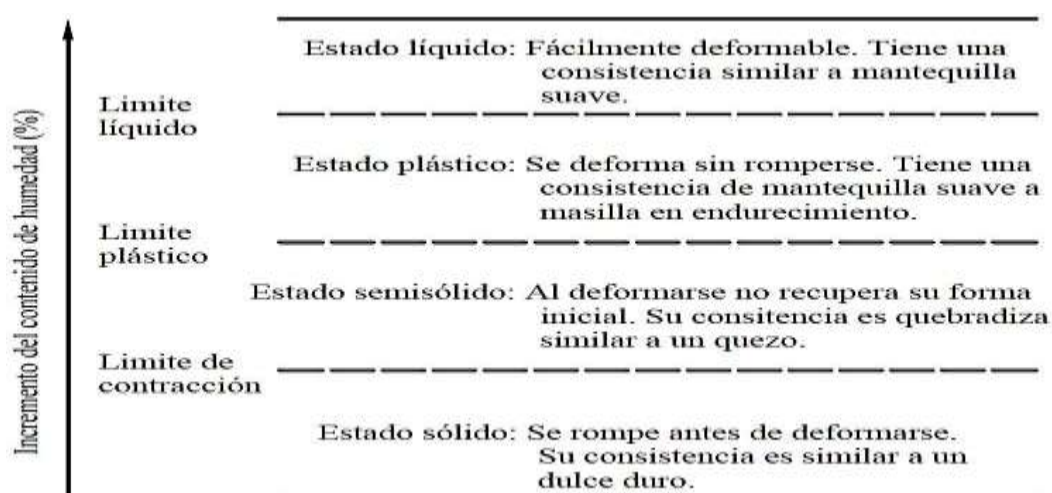 Incremento del contenido de humedad (%)
Estado líquido: Fácilmente deformable. Tiene una
consistencia similar a mantequilla
suave.
Limite
líquido
Estado plástico: Se deforma sin romperse. Tiene una
consistencia de mantequilla suave a
masilla en endurecimiento.
Limite
plástico
Estado semisólido: Al deformarse no recupera su forma
inicial. Su consitencia es quebradiza
similar a un quezo.
Limite de
contracción
Estado sólido: Se rompe antes de deformarse.
Su consistencia es similar a un
dulce duro.